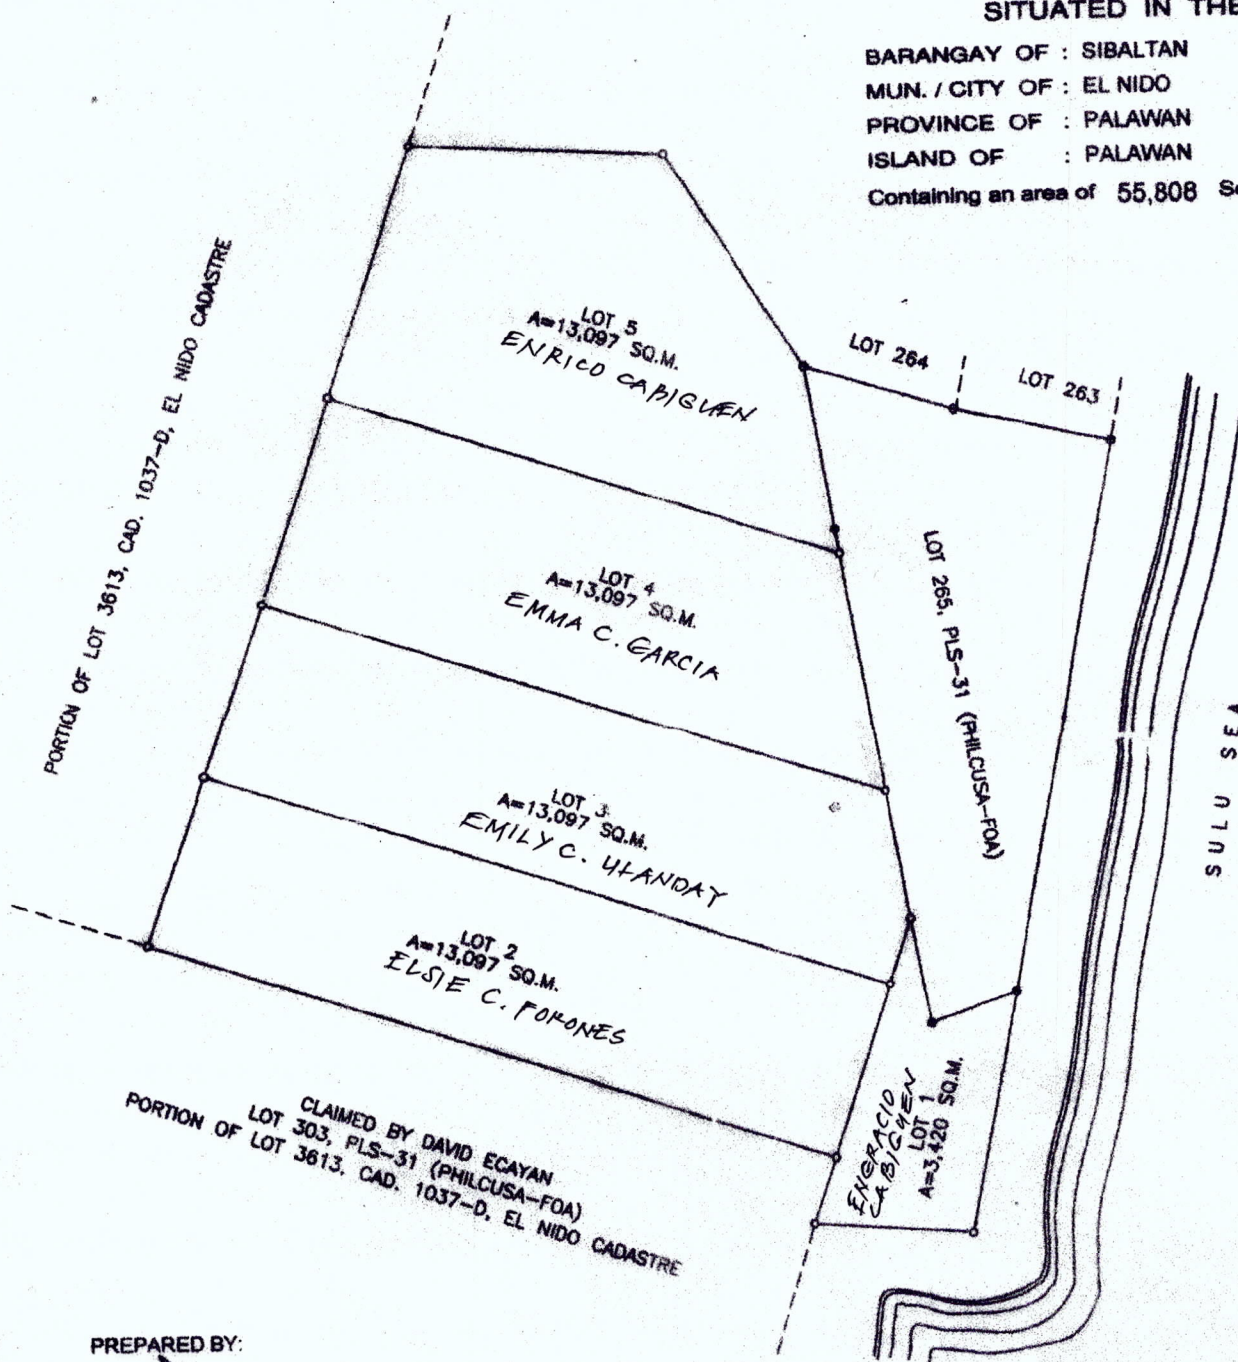 SITUATED IN THE
BARANGAY OF : SIBALTAN
MUN. / CITY OF : EL NIDO
PROVINCE OF : PALAWAN
ISLAND OF : PALAWAN
Containing an area of 55,808
LOT 5
A=13,097 SQ.M.
ENRICO CABIGUEN
LOT 264
LOT 263
PORTION OF LOT 3613, CAD. 1037-D, EL NIDO CADASTRE
LOT 4
A=13,097 SQ.M.
EMMA C. GARCIA
LOT 265, PLS-31 (PHILCUSA-FOA)
SULU SEA
LOT 3
A=13,097 SQ.M.
EMILY C.
LOT 2
A=13,097 SQ.M.
ELSIE C. FORONES
ENGRACIO
CABIGUEN
LOT 1
A=3,420 SQ.M.
CLAIMED BY DAVID ECAYAN
LOT 303, PLS-31 (PHILCUSA-FOA)
PORTION OF LOT 3613, CAD. 1037-D, EL NIDO CADASTRE
PREPARED BY: